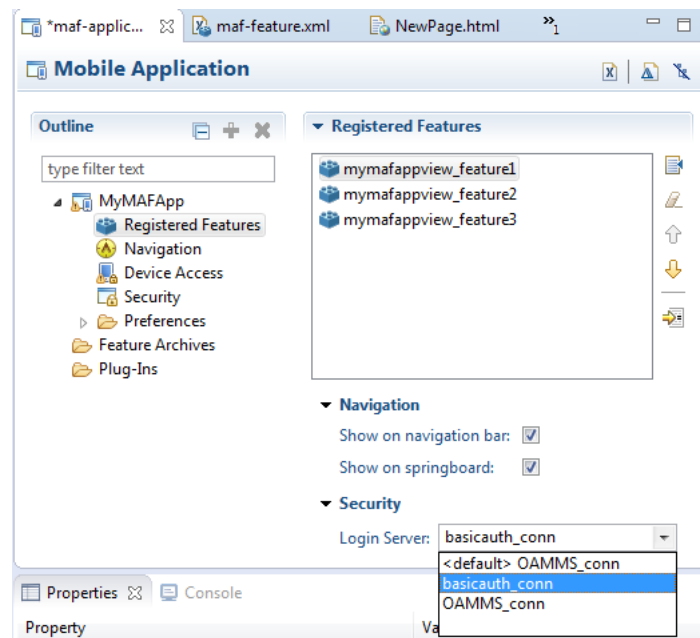 *maf-applic... maf-feature.xml NewPage.html »1
Mobile Application
Outline
type filter text
MyMAFApp
Registered Features
Navigation
Device Access
Security
Preferences
Feature Archives
Plug-Ins
Registered Features
mymafappview_feature1
mymafappview_feature2
mymafappview_feature3
Navigation
Show on navigation bar:
Show on springboard:
Security
Login Server: basicauth_conn
<default> OAMMS_conn
basicauth_conn
OAMMS_conn
Properties Console
Property Va